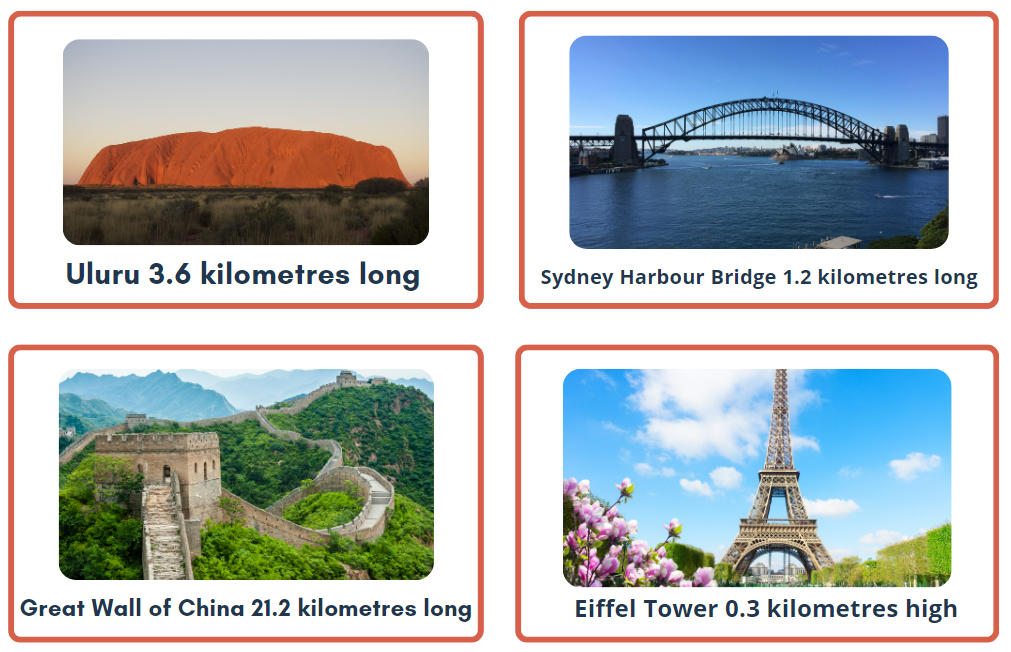 Uluru 3.6 kilometres long
Sydney Harbour Bridge 1.2 kilometres long
Great Wall of China 21.2 kilometres long
Eiffel Tower 0.3 kilometres high